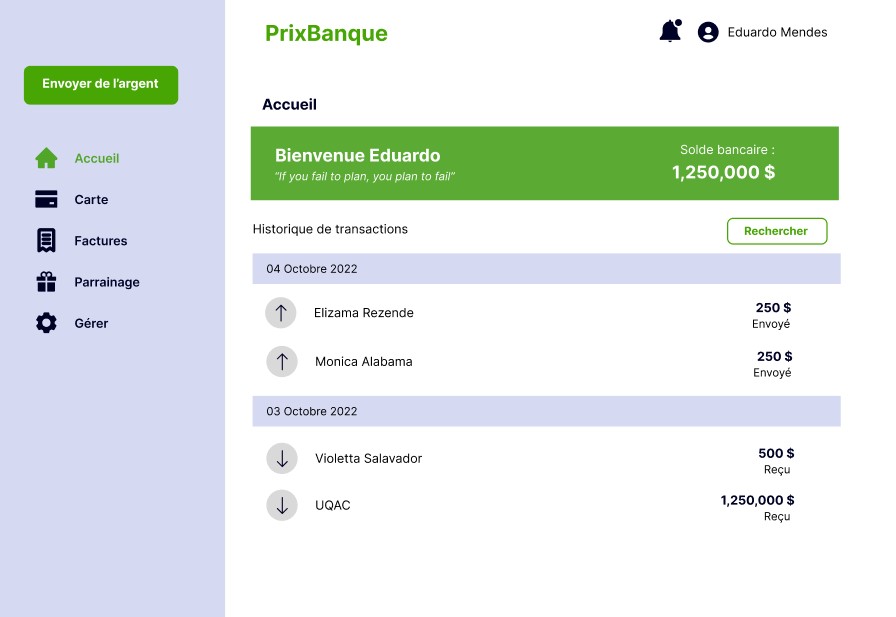 PrixBanque
Eduardo Mendes
Envoyer de l’argent
Accueil
Carte
Factures
Parrainage
Gérer
Accueil
Bienvenue Eduardo
“If you fail to plan, you plan to fail”
Solde bancaire :
1,250,000 $
Historique de transactions
Rechercher
04 Octobre 2022
Elizama Rezende
250 $
Envoyé
Monica Alabama
250 $
Envoyé
03 Octobre 2022
Violetta Salavador
500 $
Reçu
UQAC
1,250,000 $
Reçu